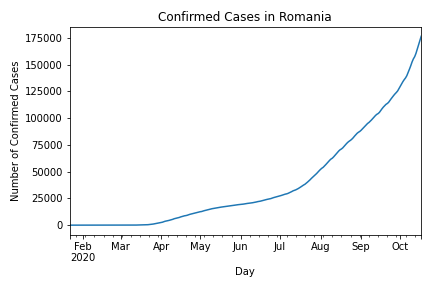 Confirmed Cases in Romania
175000
150000
125000
100000
75000
50000
25000
0
Number of Confirmed Cases
Feb Mar Apr May Jun Jul Aug Sep Oct
2020
Day